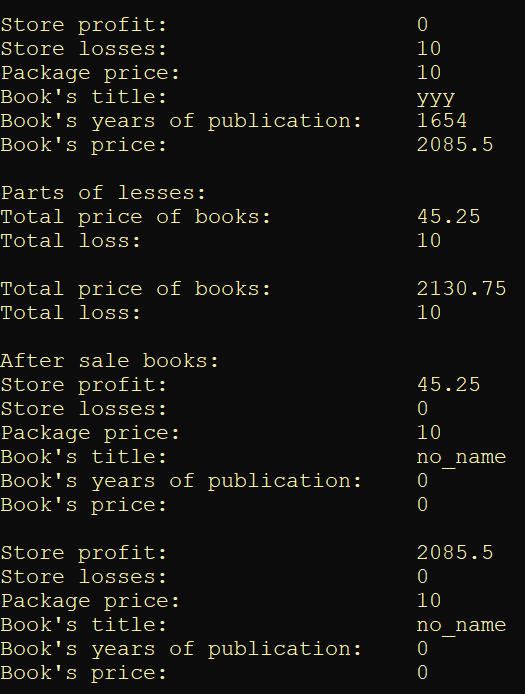 Store profit: 0
Store losses: 10
Package price: 10
Book's title: yyy
Book's years of publication: 1654
Book's price: 2085.5
Parts of lesses:
Total price of books: 45.25
Total loss: 10
Total price of books: 2130.75
Total loss: 10
After sale books:
Store profit: 45.25
Store losses: 0
Package price: 10
Book's title: no_name
Book's years of publication: 0
Book's price: 0
Store profit: 2085.5
Store losses: 0
Package price: 10
Book's title: no_name
Book's years of publication: 0
Book's price: 0